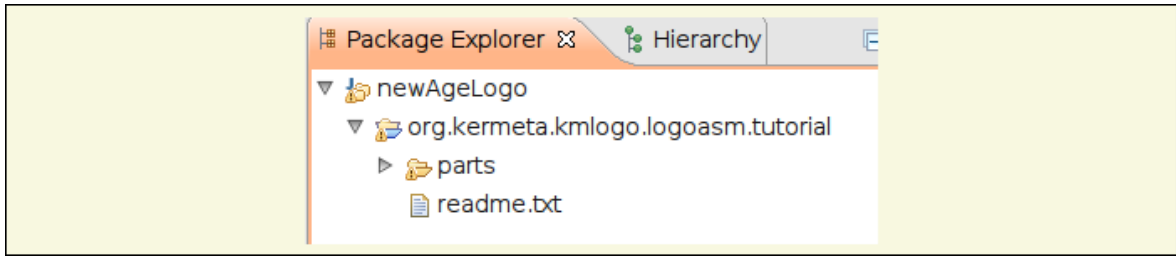 Package Explorer Hierarchy
newAgeLogo
org.kermeta.kmlogo.logoasm.tutorial
parts
readme.txt